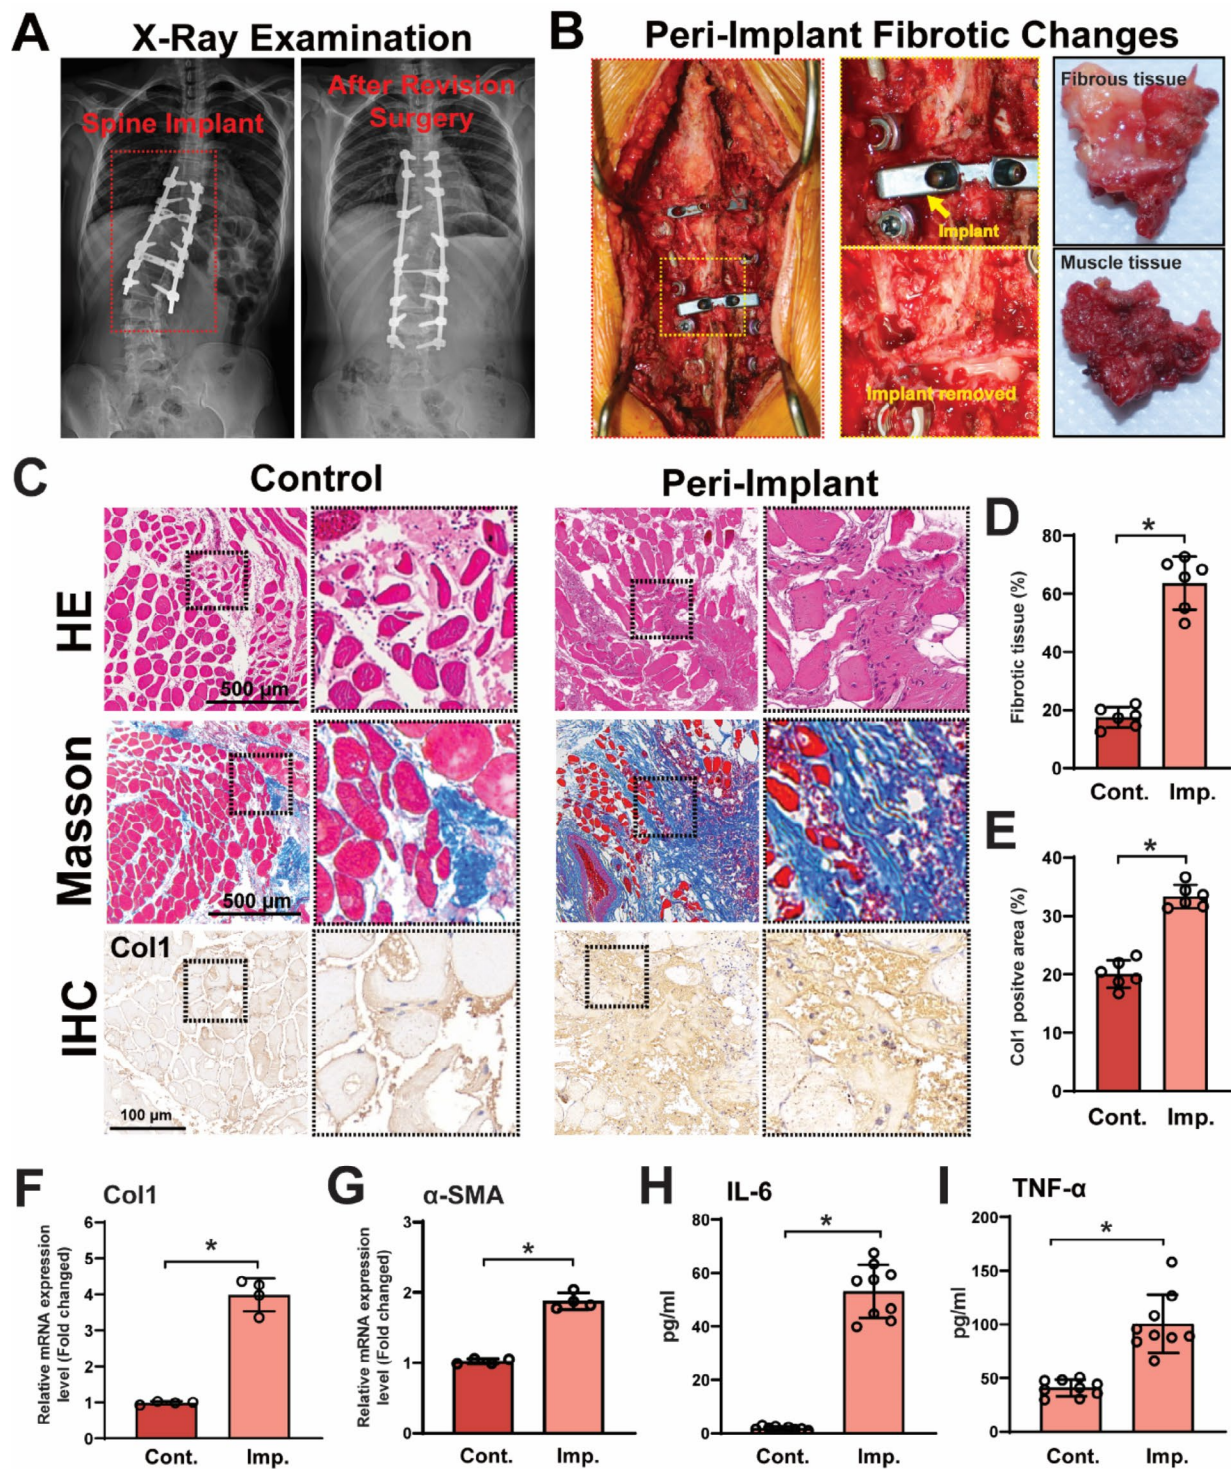 A
X-Ray Examination
Spine Implant
After Revision
Surgery
B
Peri-Implant Fibrotic Changes
Implant
Implant removed
Fibrous tissue
Muscle tissue
C
Control
Peri-Implant
HE
500 µm
Masson
500 µm
IHC
Col1
100 µm
D
Fibrotic tissue (%)
80
60
40
20
0
*
Cont.
Imp.
E
Col1 positve area (%)
40
30
20
10
0
*
Cont.
Imp.
F
Col1
Relative mRNA expression
level (Fold changed)
6
5
4
3
2
1
0
*
Cont.
Imp.
G
α-SMA
Relative mRNA expression
level (Fold changed)
3
2
1
0
*
Cont.
Imp.
H
IL-6
pg/ml
80
60
40
20
0
*
Cont.
Imp.
I
TNF-α
pg/ml
200
150
100
50
0
*
Cont.
Imp.